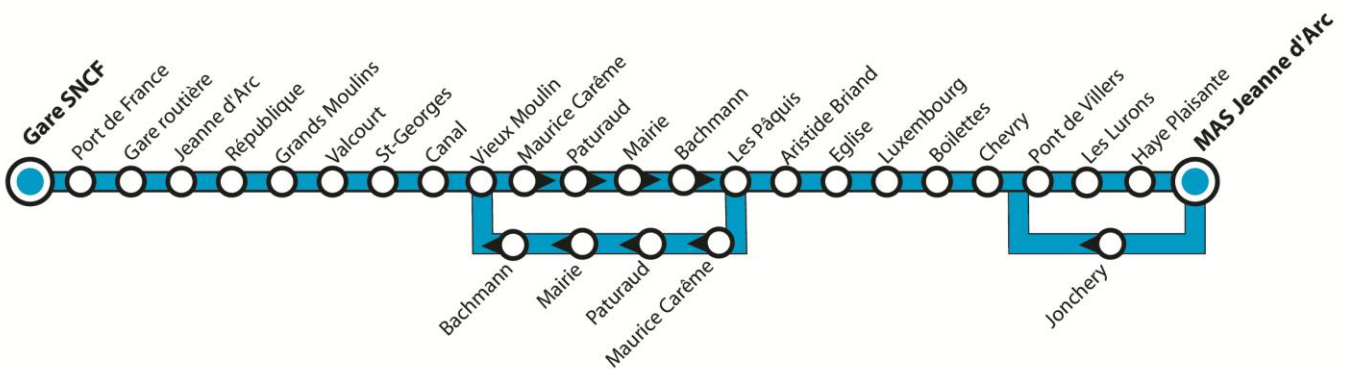 Gare SNCF
Port de France
Gare routière
Jeanne d'Arc
République
Grands Moulins
Valcourt
St-Georges
Canal
Vieux Moulin
Maurice Carême
Paturaud
Mairie
Bachmann
Les Pâquis
Aristide Briand
Eglise
Luxembourg
Boilettes
Chevry
Pont de Villers
Les Lurons
Haye Plaisante
MAS Jeanne d'Arc
Bachmann
Mairie
Paturaud
Maurice Carême
Jonchery